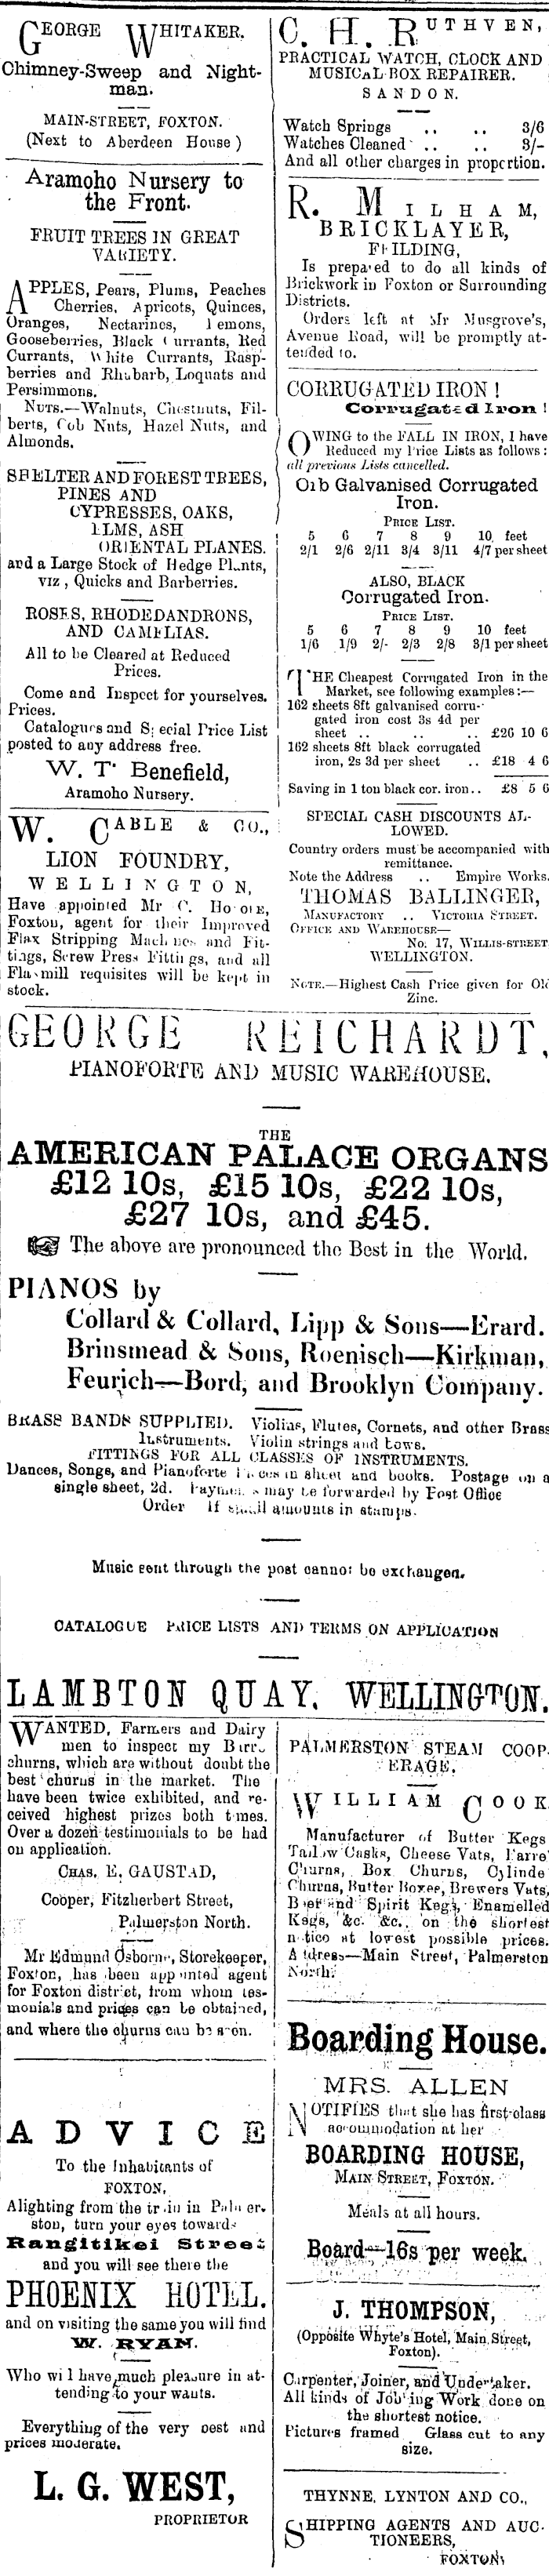 GEORGE WHITAKER,
Chimney-Sweep and Night-
man.
MAIN-STREET, FOXTON.
(Next to Aberdeen House)
Aramoho Nursery to
the Front.
FRUIT TREES IN GREAT
VARIETY.
APPLES, Pears, Plums, Peaches
Cherries, Apricots, Quinces,
Oranges, Nectarines, Lemons,
Gooseberries, Black Currants, Red
Currants, White Currants, Rasp-
berries and Rhubarb, Loquats and
Persimmons.
NUTS.—Walnuts, Chestnuts, Fil-
berts, Cob Nuts, Hazel Nuts, and
Almonds.
SHELTER AND FOREST TREES,
PINES AND
CYPRESSES, OAKS,
ELMS, ASH
ORIENTAL PLANES.
and a Large Stock of Hedge Plants,
viz, Quicks and Barberries.
ROSES, RHODEDANDRONS,
AND CAMELIAS.
All to be Cleared at Reduced
Prices.
Come and Inspect for yourselves.
Prices.
Catalogues and Special Price List
posted to any address free.
W. T. Benefield,
Aramoho Nursery.
W. CABLE & CO.,
LION FOUNDRY,
WELLINGTON,
Have appointed Mr C.
Foxton, agent for their Improved
Flax Stripping Machines and Fit-
tings, Screw Press Fittings, and all
Flaxmill requisites will be kept in
stock.
C. H. RUTHVEN,
PRACTICAL WATCH, CLOCK AND
MUSICAL BOX REPAIRER.
SANDON.
Watch Springs .. .. 3/6
Watches Cleaned .. .. 3/-
And all other charges in proportion.
R. MILHAM,
BRICKLAYER,
FEILDING,
Is prepared to do all kinds of
Brickwork in Foxton or Surrounding
Districts.
Orders left at Mr Musgrove's,
Avenue Road, will be promptly at-
tended to.
CORRUGATED IRON!
Corrugated Iron!
OWING to the FALL IN IRON, I have
Reduced my Price Lists as follows:
all previous Lists cancelled.
Orb Galvanised Corrugated
Iron.
PRICE LIST.
5 6 7 8 9 10 feet
2/1 2/6 2/11 3/4 3/11 4/7 per sheet
ALSO, BLACK
Corrugated Iron.
PRICE LIST.
5 6 7 8 9 10 feet
1/6 1/9 2/- 2/3 2/8 3/1 per sheet
THE Cheapest Corrugated Iron in the
Market, see following examples:—
162 sheets 8ft galvanised corru-
gated iron cost 3s 4d per
sheet .. .. .. £26 10 6
162 sheets 8ft black corrugated
iron, 2s 3d per sheet .. £18 4 6
Saving in 1 ton black cor. iron.. £8 5 6
SPECIAL CASH DISCOUNTS AL-
LOWED.
Country orders must be accompanied with
remittance.
Note the Address .. Empire Works,
THOMAS BALLINGER,
MANUFACTORY .. VICTORIA STREET.
OFFICE AND WAREHOUSE—
No. 17, WILLIS-STREET
WELLINGTON.
NOTE.—Highest Cash Price given for Old
Zinc.
GEORGE REICHARDT,
PIANOFORTE AND MUSIC WAREHOUSE.
THE
AMERICAN PALACE ORGANS
£12 10s, £15 10s, £22 10s,
£27 10s, and £45.
The above are pronounced the Best in the World.
PIANOS by
Collard & Collard, Lipp & Sons—Erard.
Brinsmead & Sons, Roenisch—Kirkman,
Feurich—Bord, and Brooklyn Company.
BRASS BANDS SUPPLIED. Violins, Flutes, Cornets, and other Brass
Instruments. Violin strings and bows.
FITTINGS FOR ALL CLASSES OF INSTRUMENTS.
Dances, Songs, and Pianoforte Pieces in sheet and books. Postage on a
single sheet, 2d. Payments may be forwarded by Post Office
Order If small amounts in stamps.
Music sent through the post cannot be exchanged.
CATALOGUE PRICE LISTS AND TERMS ON APPLICATION
LAMBTON QUAY, WELLINGTON.
WANTED, Farmers and Dairy
men to inspect my Barrel
churns, which are without doubt the
best churns in the market. The
have been twice exhibited, and re-
ceived highest prizes both times.
Over a dozen testimonials to be had
on application.
CHAS. E. GAUSTAD,
Cooper, Fitzherbert Street,
Palmerston North.
Mr Edmund Osborne, Storekeeper,
Foxton, has been appointed agent
for Foxton district, from whom tes-
monials and prices can be obtained,
and where the churns can be seen.
ADVICE
To the Inhabitants of
FOXTON,
Alighting from the train in Palmer-
ston, turn your eyes towards
Rangitikei Street
and you will see there the
PHOENIX HOTEL.
and on visiting the same you will find
W. RYAN.
Who will have much pleasure in at-
tending to your wants.
Everything of the very best and
prices moderate.
L. G. WEST,
PROPRIETOR
PALMERSTON STEAM COOP-
ERAGE.
WILLIAM COOK
Manufacturer of Butter Kegs
Tallow Casks, Cheese Vats, Barrel
Churns, Box Churns, Cylinde
Churns, Butter Boxes, Brewers Vats,
Beer and Spirit Kegs, Enamelled
Kegs, &c. &c., on the shortest
notice at lowest possible prices.
Address—Main Street, Palmerston
North.
Boarding House.
MRS. ALLEN
NOTIFIES that she has first-class
accommodation at her
BOARDING HOUSE,
MAIN STREET, FOXTON.
Meals at all hours.
Board—16s per week.
J. THOMPSON,
(Opposite Whyte's Hotel, Main Street,
Foxton).
Carpenter, Joiner, and Undertaker.
All kinds of Jobbing Work done on
the shortest notice.
Pictures framed Glass cut to any
size.
THYNNE, LYNTON AND CO.,
SHIPPING AGENTS AND AUC-
TIONEERS,
FOXTON